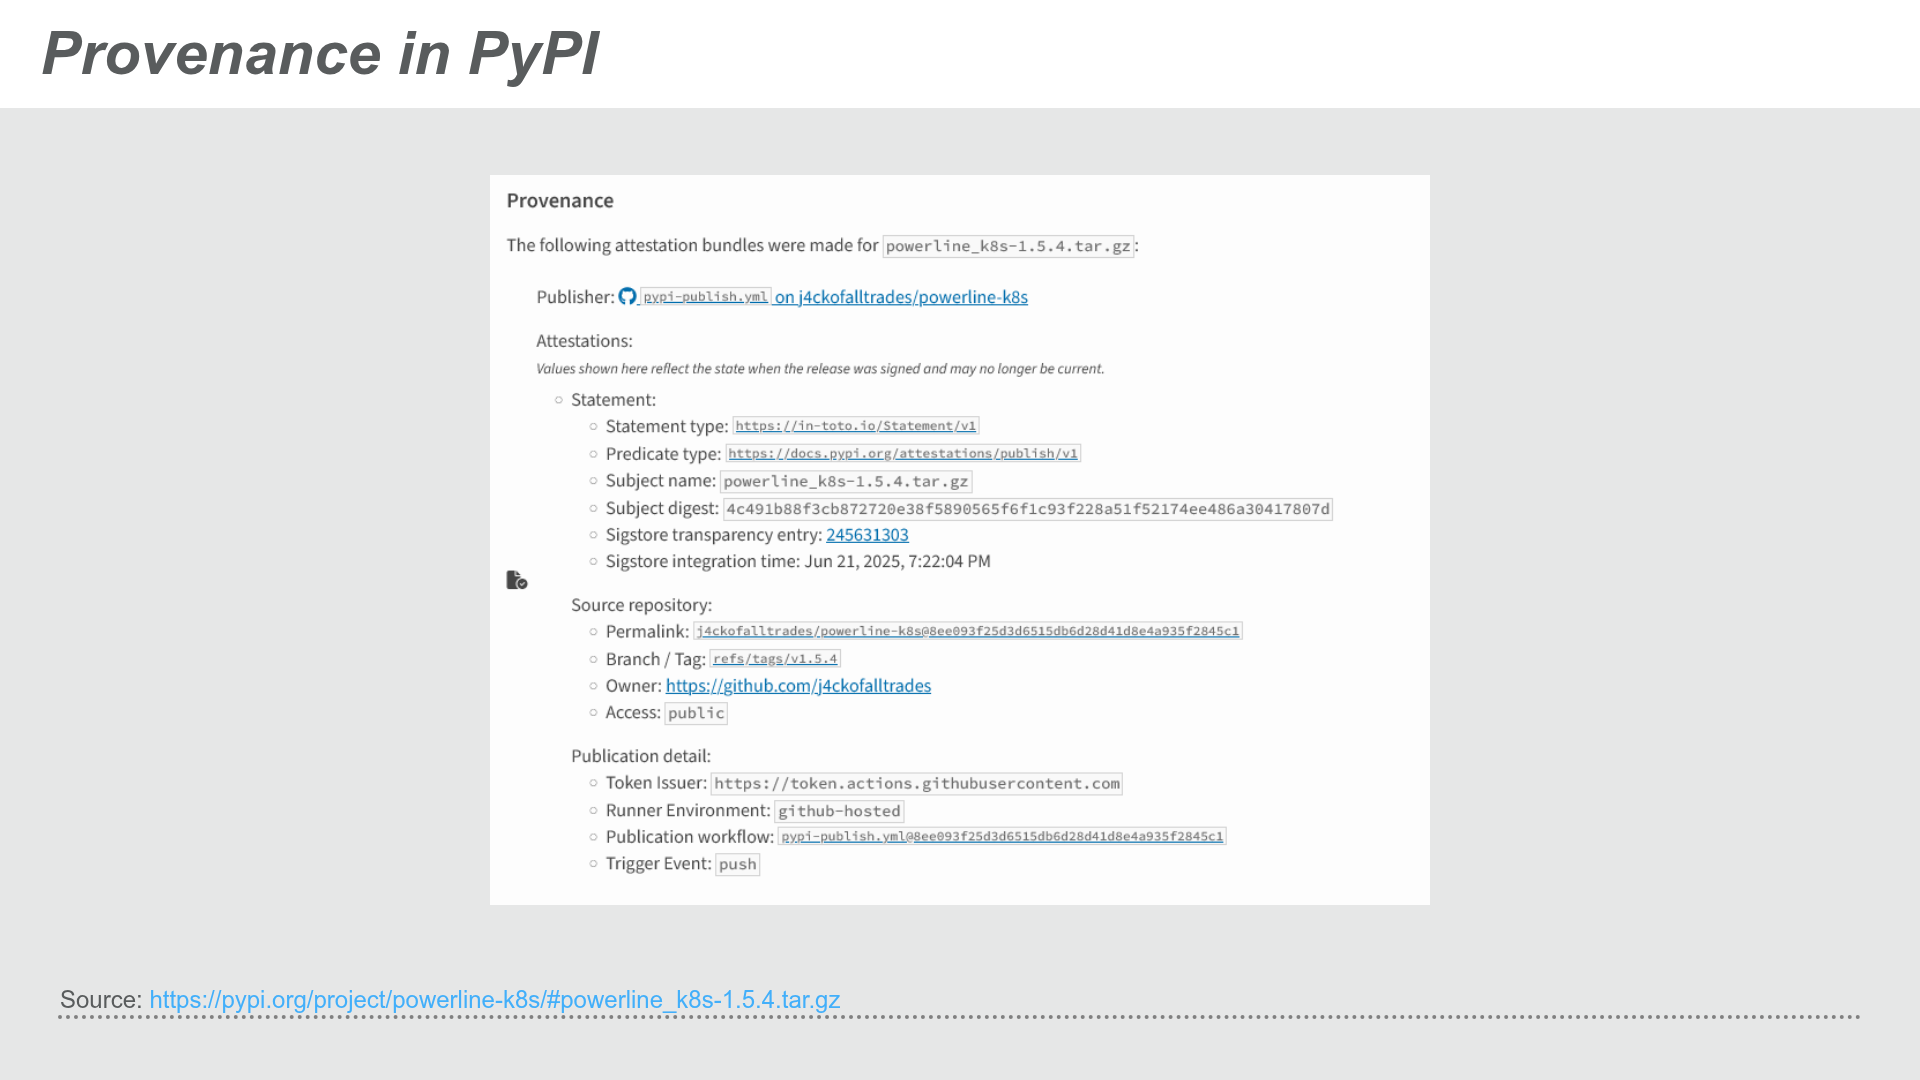 Provenance in PyPI
Provenance
The following attestation bundles were made for powerline_k8s-1.5.4.tar.gz:
Publisher: pypi-publish.yml on j4ckofalltrades/powerline-k8s
Attestations:
Values shown here reflect the state when the release was signed and may no longer be current.
Statement:
Statement type: https://in-toto.io/Statement/v1
Predicate type: https://docs.pypi.org/attestations/publish/v1
Subject name: powerline_k8s-1.5.4.tar.gz
Subject digest: 4c491b88f3cb872720e38f5890565f6f1c93f228a51f52174ee486a30417807d
Sigstore transparency entry: 245631303
Sigstore integration time: Jun 21, 2025, 7:22:04 PM
Source repository:
Permalink: j4ckofalltrades/powerline-k8s@8ee093f25d3d6515db6d28d41d8e4a935f2845c1
Branch / Tag: refs/tags/v1.5.4
Owner: https://github.com/j4ckofalltrades
Access: public
Publication detail:
Token Issuer: https://token.actions.githubusercontent.com
Runner Environment: github-hosted
Publication workflow: pypi-publish.yml@8ee093f25d3d6515db6d28d41d8e4a935f2845c1
Trigger Event: push
Source: https://pypi.org/project/powerline-k8s/#powerline_k8s-1.5.4.tar.gz